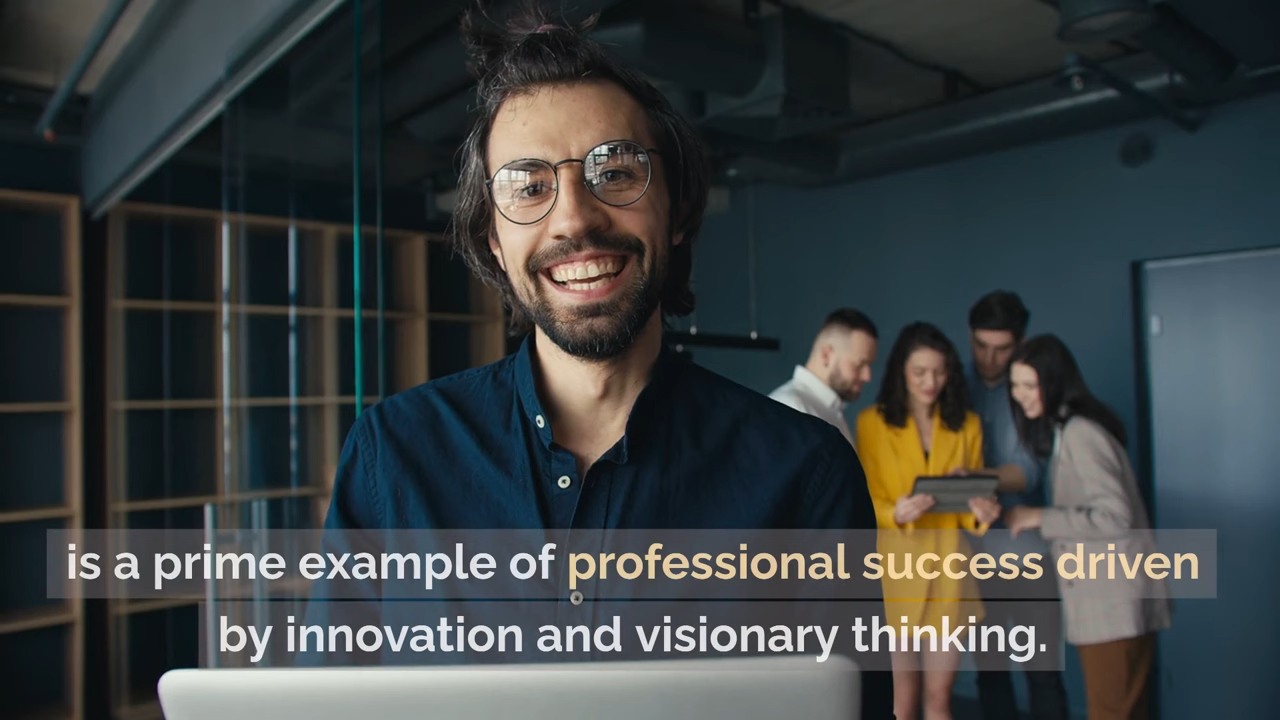 is a prime example of professional success driven
by innovation and visionary thinking.